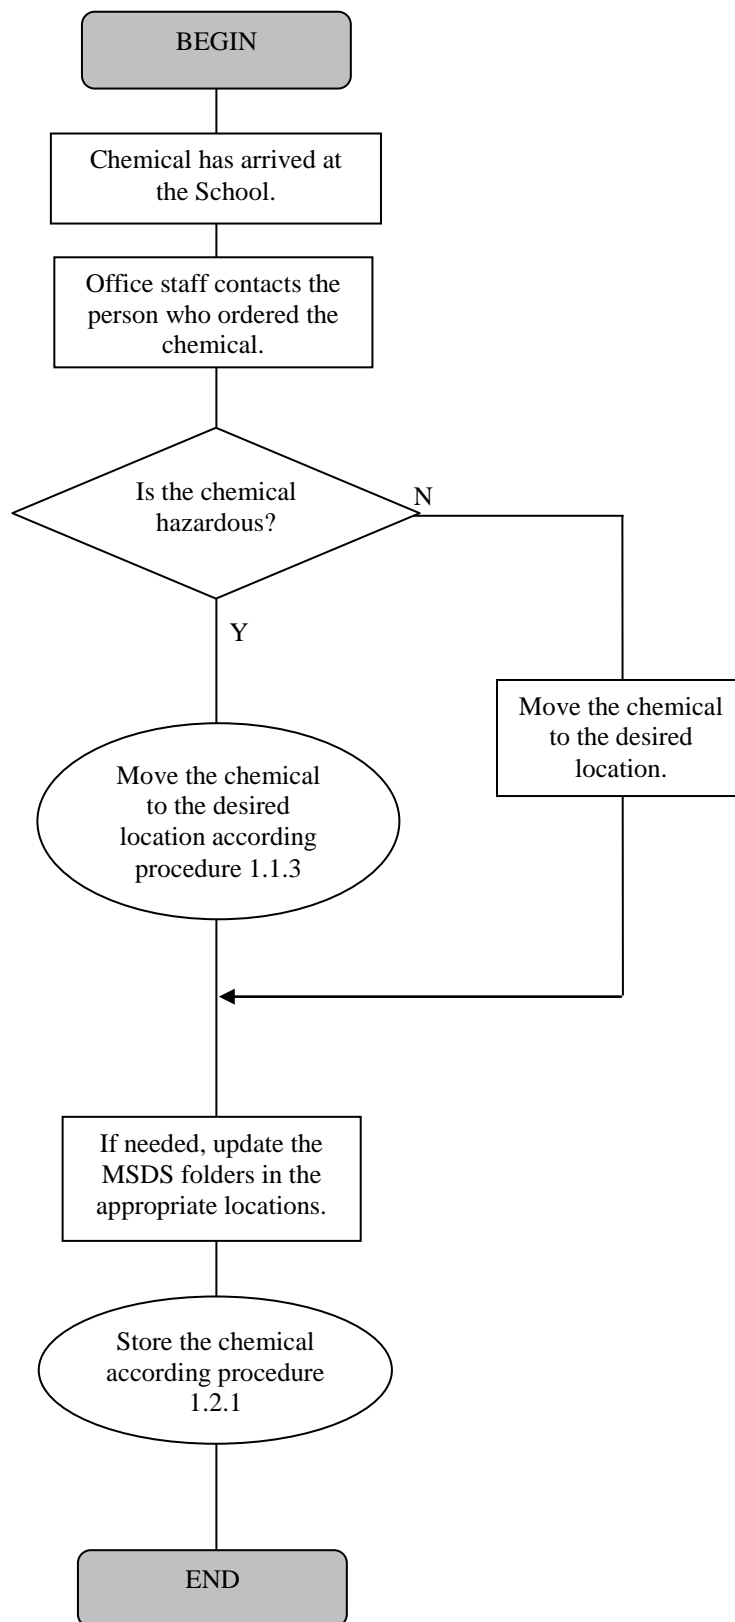 BEGIN
Chemical has arrived at
the School.
Office staff contacts the
person who ordered the
chemical.
Is the chemical
hazardous?
N
Y
Move the chemical
to the desired
location.
Move the chemical
to the desired
location according
procedure 1.1.3
If needed, update the
MSDS folders in the
appropriate locations.
Store the chemical
according procedure
1.2.1
END